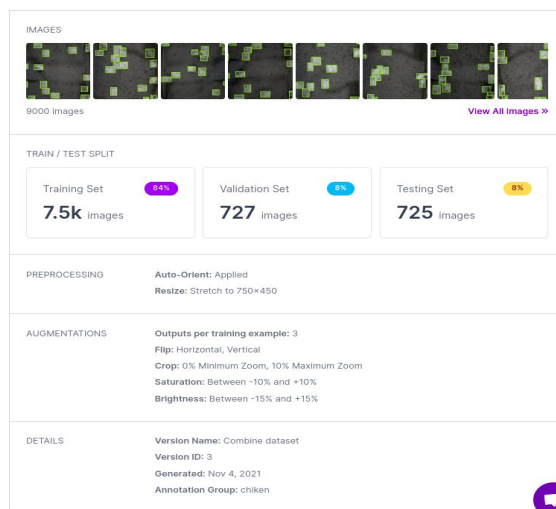 IMAGES
9000 images
View All Images »
TRAIN / TEST SPLIT
Training Set 84%
7.5k images
Validation Set 8%
727 images
Testing Set 8%
725 images
PREPROCESSING
Auto-Orient: Applied
Resize: Stretch to 750×450
AUGMENTATIONS
Outputs per training example: 3
Flip: Horizontal, Vertical
Crop: 0% Minimum Zoom, 10% Maximum Zoom
Saturation: Between -10% and +10%
Brightness: Between -15% and +15%
DETAILS
Version Name: Combine dataset
Version ID: 3
Generated: Nov 4, 2021
Annotation Group: chiken